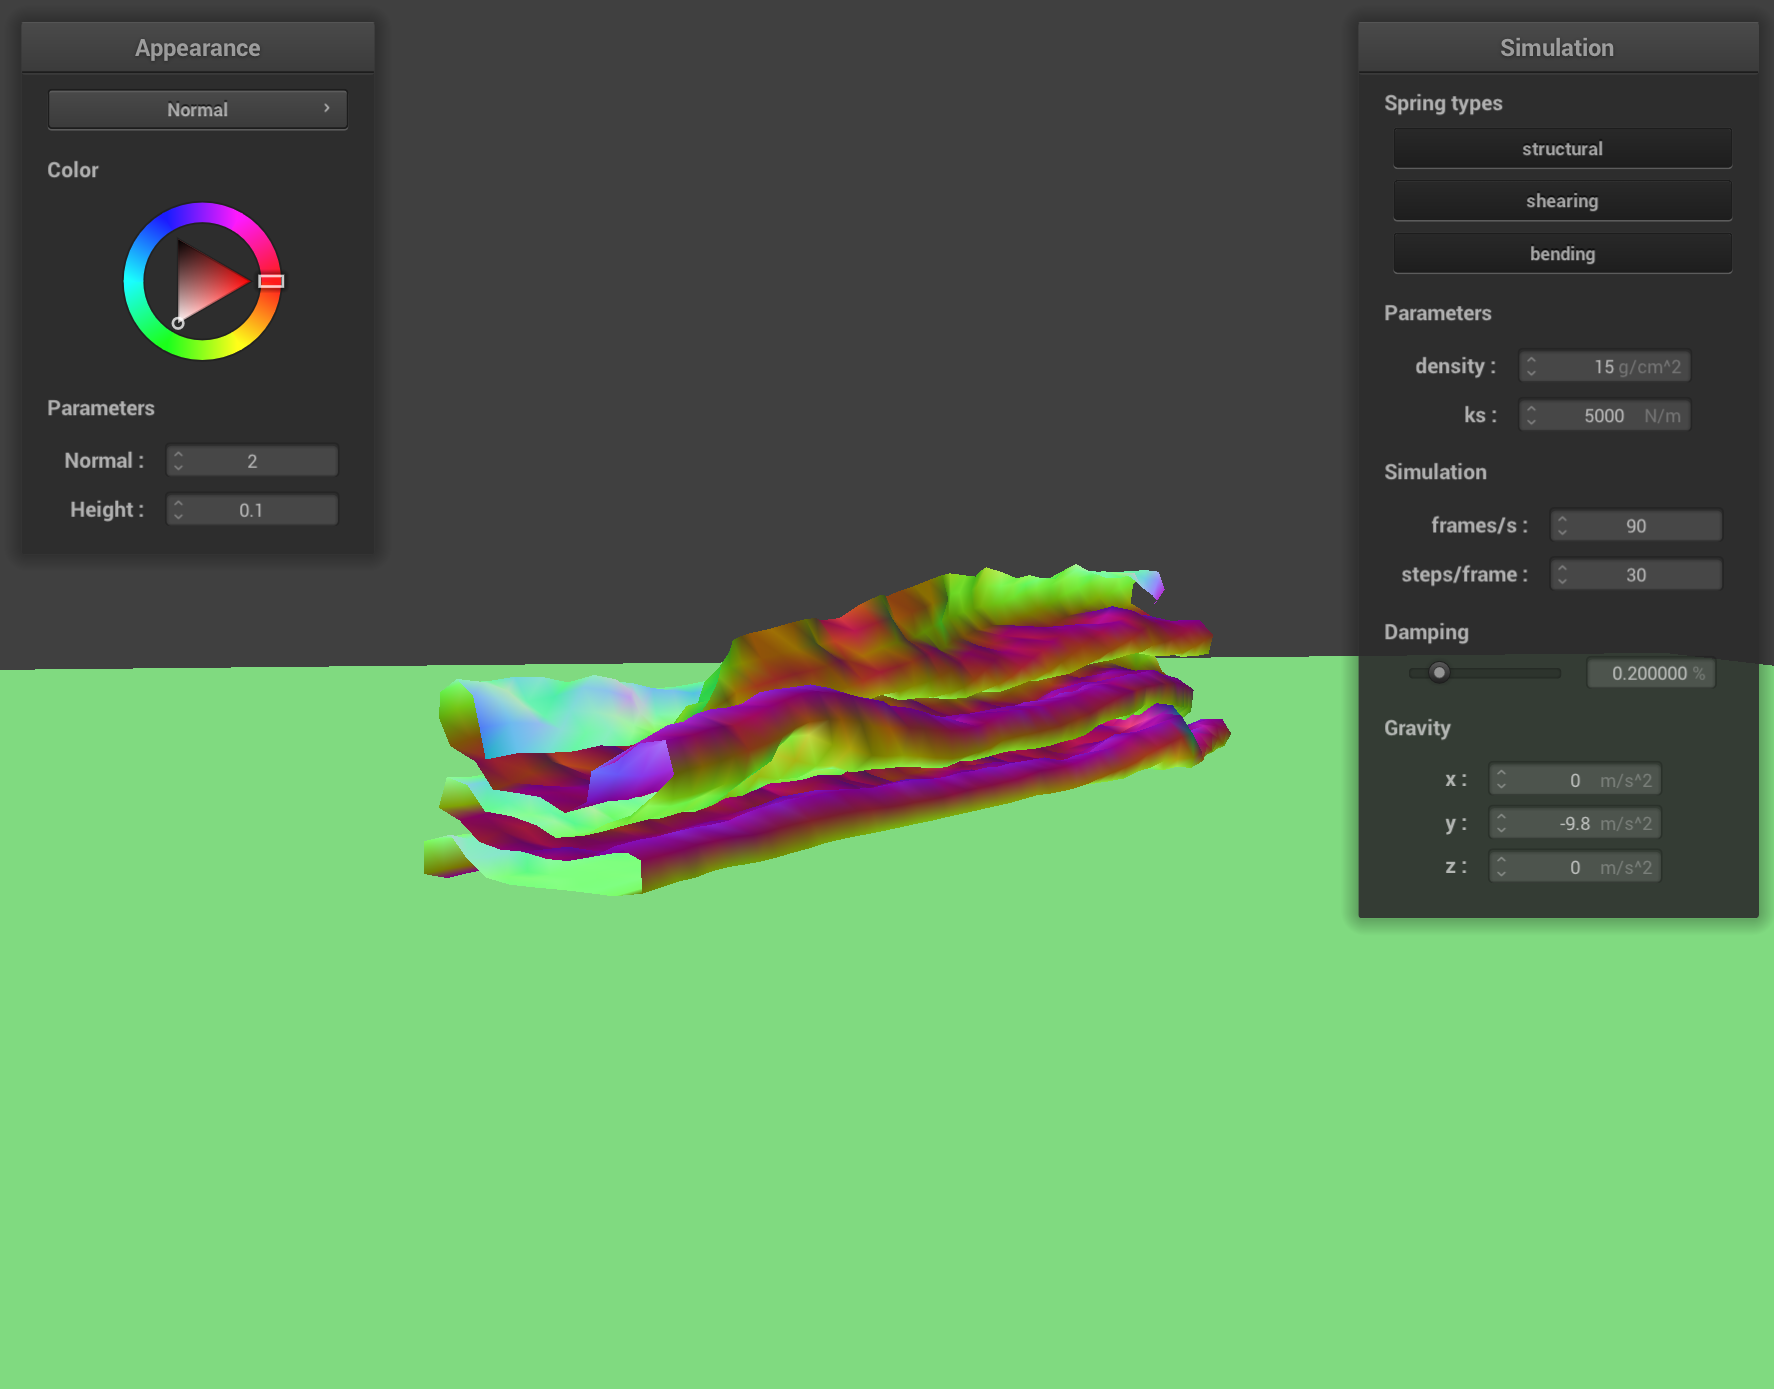 Appearance
Normal
Color
Parameters
Normal : 2
Height : 0.1
Simulation
Spring types
structural
shearing
bending
Parameters
density : 15 g/cm^2
ks : 5000 N/m
Simulation
frames/s : 90
steps/frame : 30
Damping
0.200000 %
Gravity
x : 0 m/s^2
y : -9.8 m/s^2
z : 0 m/s^2